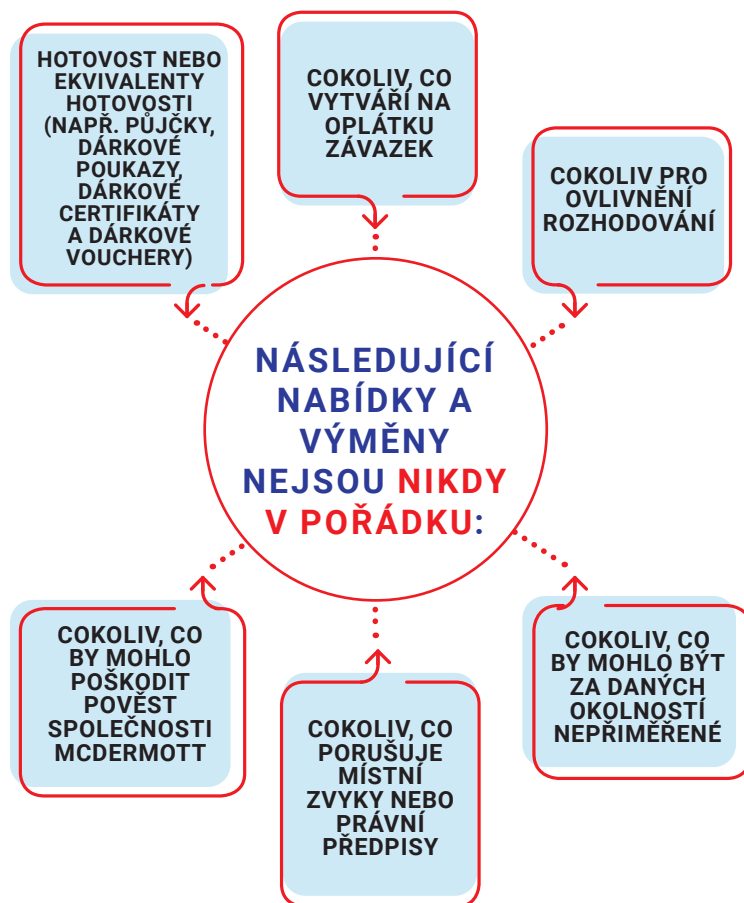 HOTOVOST NEBO
EKVIVALENTY
HOTOVOSTI
(NAPŘ. PŮJČKY,
DÁRKOVÉ
POUKAZY,
DÁRKOVÉ
CERTIFIKÁTY
A DÁRKOVÉ
VOUCHERY)
COKOLIV, CO
VYTVÁŘÍ NA
OPLÁTKU
ZÁVAZEK
COKOLIV PRO
OVLIVNĚNÍ
ROZHODOVÁNÍ
NÁSLEDUJÍCÍ
NABÍDKY A
VÝMĚNY
NEJSOU NIKDY
V POŘÁDKU:
COKOLIV, CO
BY MOHLO
POŠKODIT
POVĚST
SPOLEČNOSTI
MCDERMOTT
COKOLIV, CO
PORUŠUJE
MÍSTNÍ
ZVYKY NEBO
PRÁVNÍ
PŘEDPISY
COKOLIV, CO
BY MOHLO BÝT
ZA DANÝCH
OKOLNOSTÍ
NEPŘIMĚŘENÉ